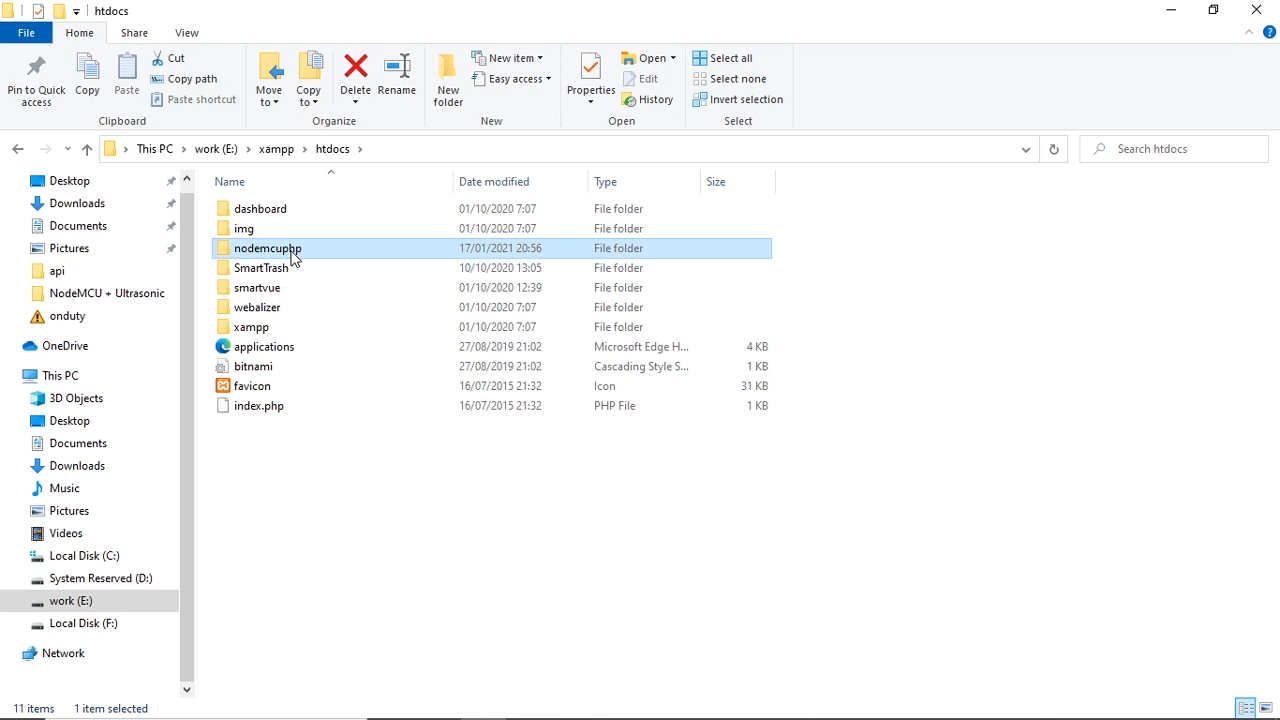 htdocs
File Home Share View
Pin to Quick access
Copy
Paste
Cut
Copy path
Paste shortcut
Clipboard
Move to
Copy to
Delete
Rename
Organize
New folder
New item
Easy access
New
Properties
Open
Edit
History
Open
Select all
Select none
Invert selection
Select
This PC work (E:) xampp htdocs
Search htdocs
Desktop
Downloads
Documents
Pictures
api
NodeMCU + Ultrasonic
onduty
OneDrive
This PC
3D Objects
Desktop
Documents
Downloads
Music
Pictures
Videos
Local Disk (C:)
System Reserved (D:)
work (E:)
Local Disk (F:)
Network
Name Date modified Type Size
dashboard 01/10/2020 7:07 File folder
img 01/10/2020 7:07 File folder
nodemcuphp 17/01/2021 20:56 File folder
SmartTrash 10/10/2020 13:05 File folder
smartvue 01/10/2020 12:39 File folder
webalizer 01/10/2020 7:07 File folder
xampp 01/10/2020 7:07 File folder
applications 27/08/2019 21:02 Microsoft Edge H... 4 KB
bitnami 27/08/2019 21:02 Cascading Style S... 1 KB
favicon 16/07/2015 21:32 Icon 31 KB
index.php 16/07/2015 21:32 PHP File 1 KB
11 items 1 item selected